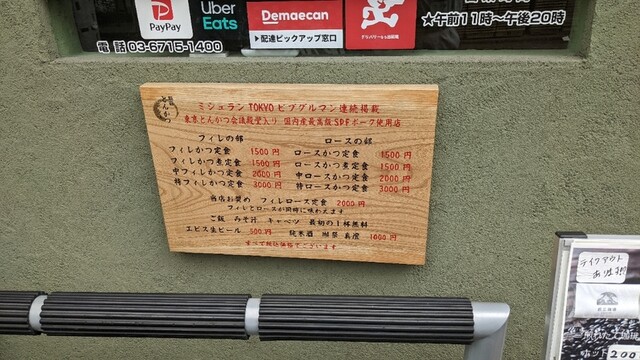 PayPay
Uber
Eats
Demaecan
配達ピックアップ窓口
★午前11時～午後20時
電話 03-6715-1400
とんかつ
ミシュラン TOKYO ビブグルマン連続掲載
東京とんかつ会議殿堂入り 国内産最高級SPFポーク使用店
フィレの部
ロースの部
フィレかつ定食 1500円
ロースかつ定食 1500円
フィレかつ煮定食 1500円
ロースかつ煮定食 1500円
中フィレかつ定食 2000円
中ロースかつ定食 2000円
特フィレかつ定食 3000円
特ロースかつ定食 3000円
当店お奨め フィレロース定食 2000円
フィレとロースが同時に味わえます
ご飯 みそ汁 キャベツ 最初の1杯無料
エビス生ビール 500円
純米酒 1000円
すべて税込価格でございます
テイクアウト
あります!!
ホット 200